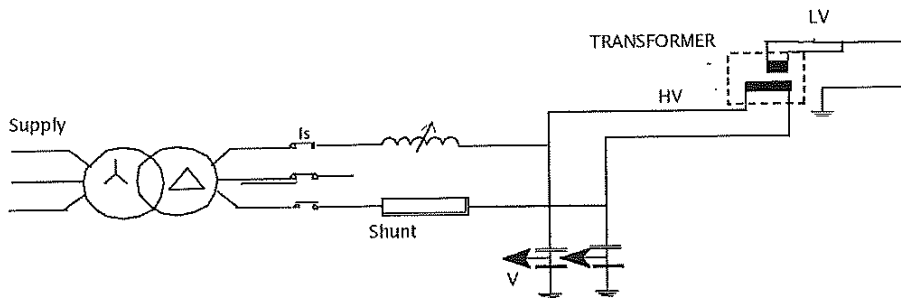 LV
TRANSFORMER
HV
Supply
Is
Shunt
V